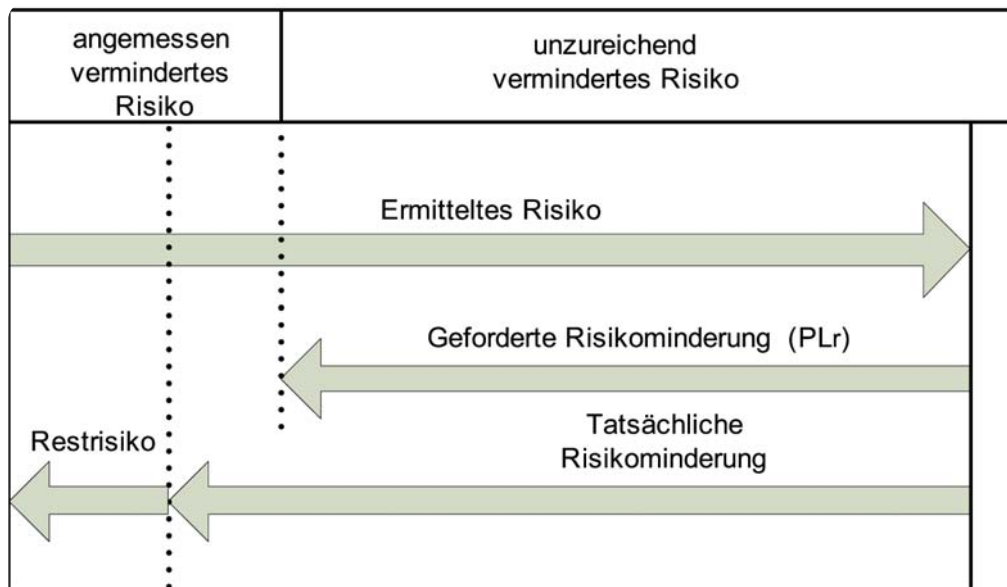 angemessen
vermindertes
Risiko
unzureichend
vermindertes Risiko
Ermitteltes Risiko
Geforderte Risikominderung (PLr)
Restrisiko
Tatsächliche
Risikominderung